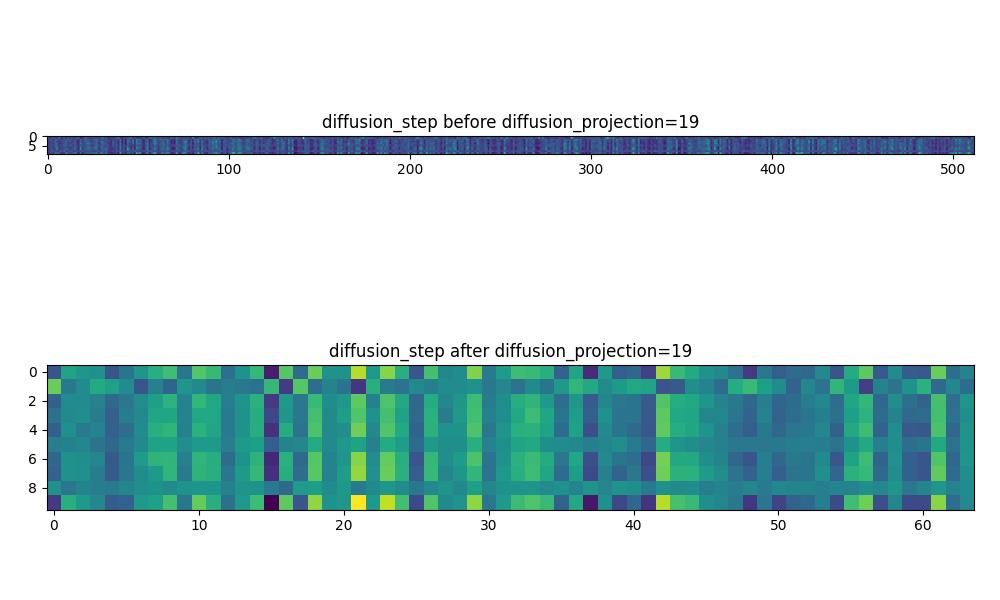 diffusion_step before diffusion_projection=19
0
5
0 100 200 300 400 500
diffusion_step after diffusion_projection=19
0
2
4
6
8
0 10 20 30 40 50 60